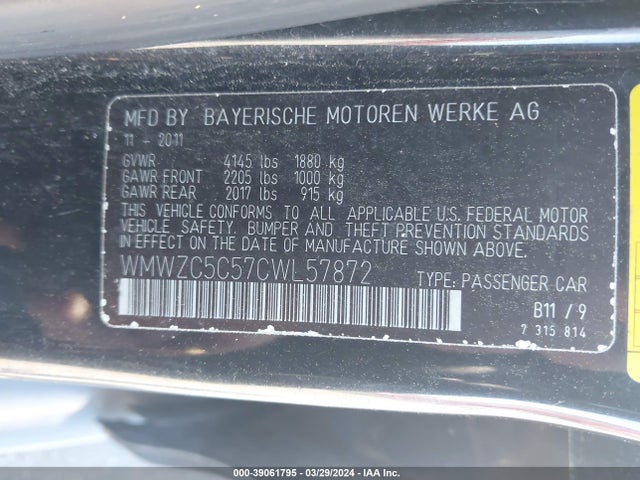 MFD BY BAYERISCHE MOTOREN WERKE AG
11 - 2011
GVWR 4145 lbs 1880 kg
GAWR FRONT 2205 lbs 1000 kg
GAWR REAR 2017 lbs 915 kg
THIS VEHICLE CONFORMS TO ALL APPLICABLE U.S. FEDERAL MOTOR
VEHICLE SAFETY, BUMPER AND THEFT PREVENTION STANDARDS
IN EFFECT ON THE DATE OF MANUFACTURE SHOWN ABOVE.
WMWZC5C57CWL57872 TYPE: PASSENGER CAR
B11 / 9
7 315 814
000-39061795 - 03/29/2024 - IAA Inc.